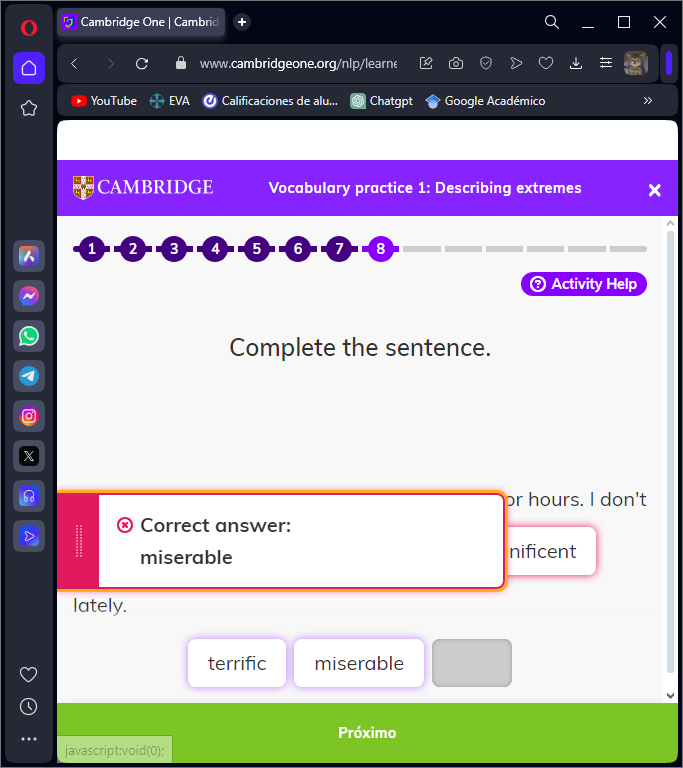 Cambridge One | Cambrid
www.cambridgeone.org/nlp/learne
YouTube EVA Calificaciones de alu... Chatgpt Google Académico
CAMBRIDGE Vocabulary practice 1: Describing extremes
1 2 3 4 5 6 7 8
Activity Help
Complete the sentence.
or hours. I don't
Correct answer:
miserable
nificent
lately.
terrific miserable
Próximo
javascript:void(0);